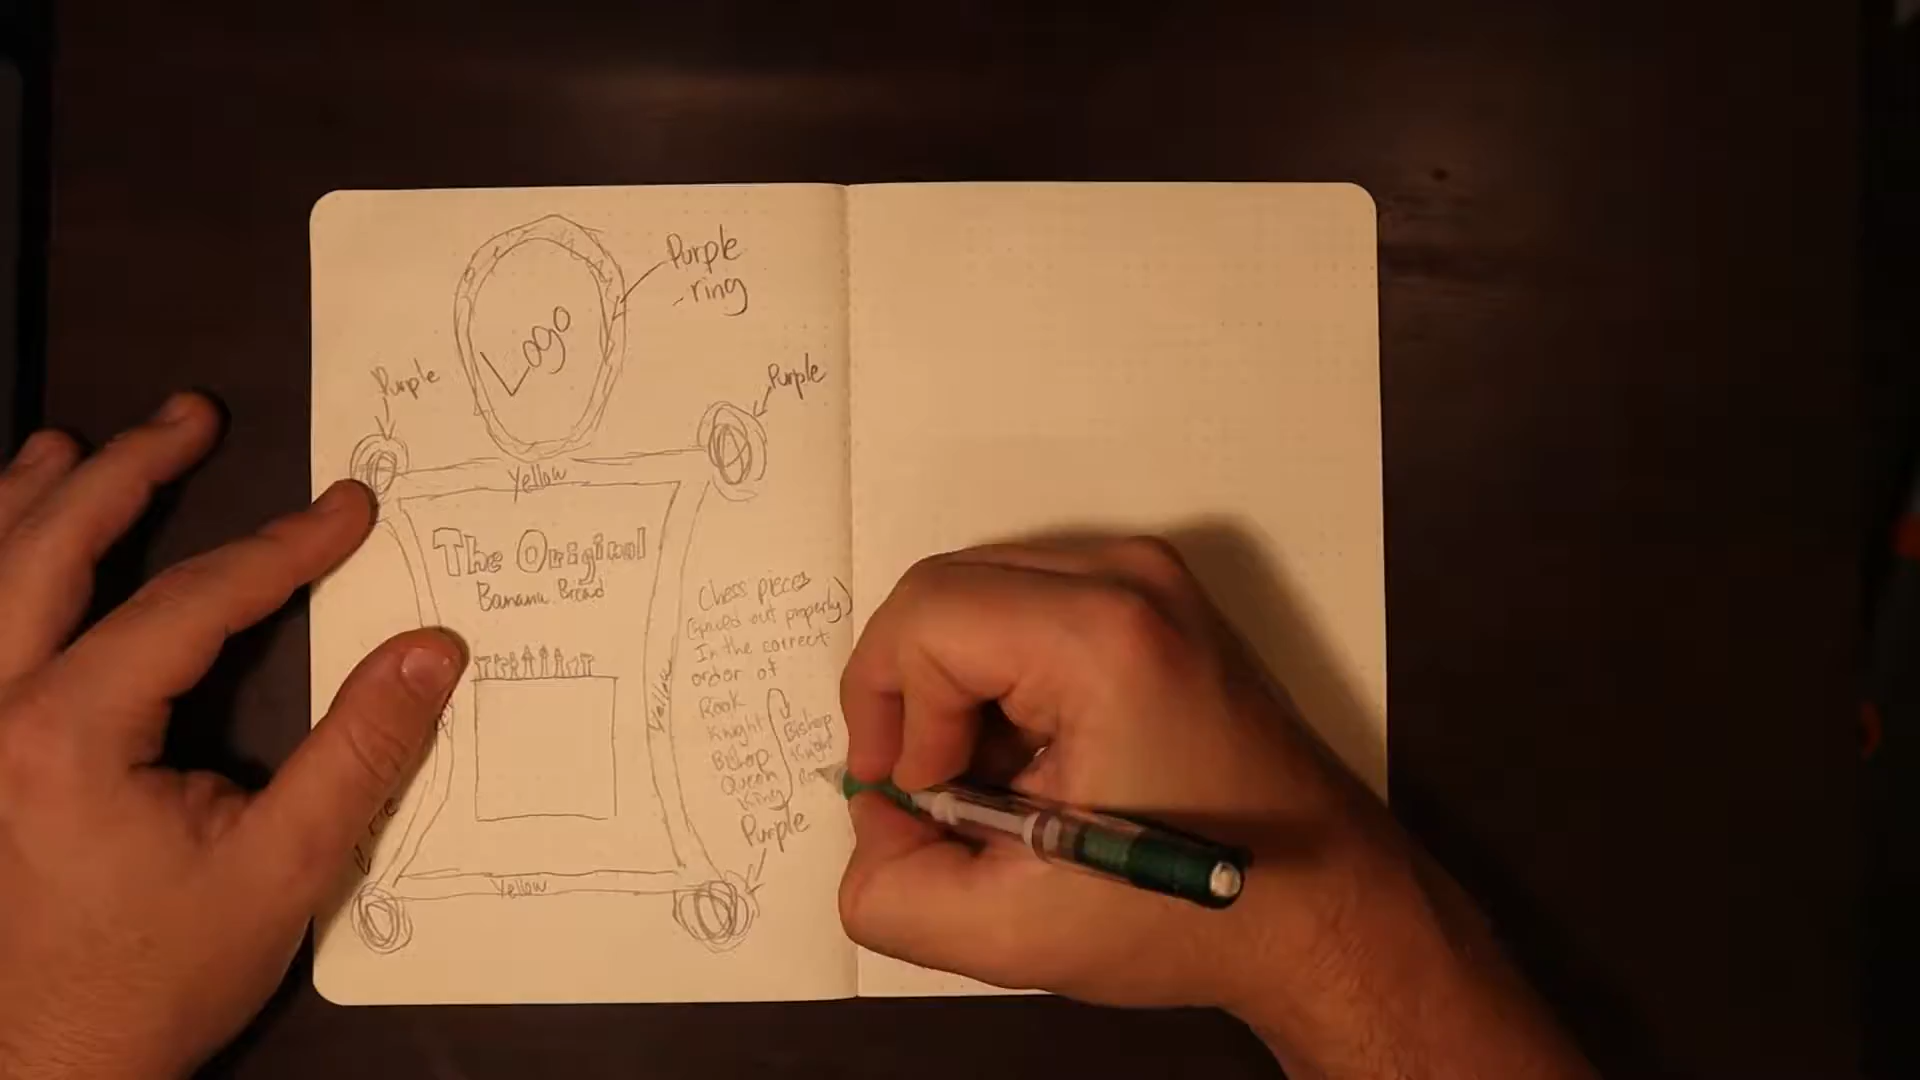 Purple
-ring
Logo
Purple
Purple
Yellow
The Original
Banana Bread
Chess pieces
(spaced out properly)
In the correct
order of
Rook
Knight
Bishop
Queen
King
Bishop
Knight
Yellow
Purple
Yellow